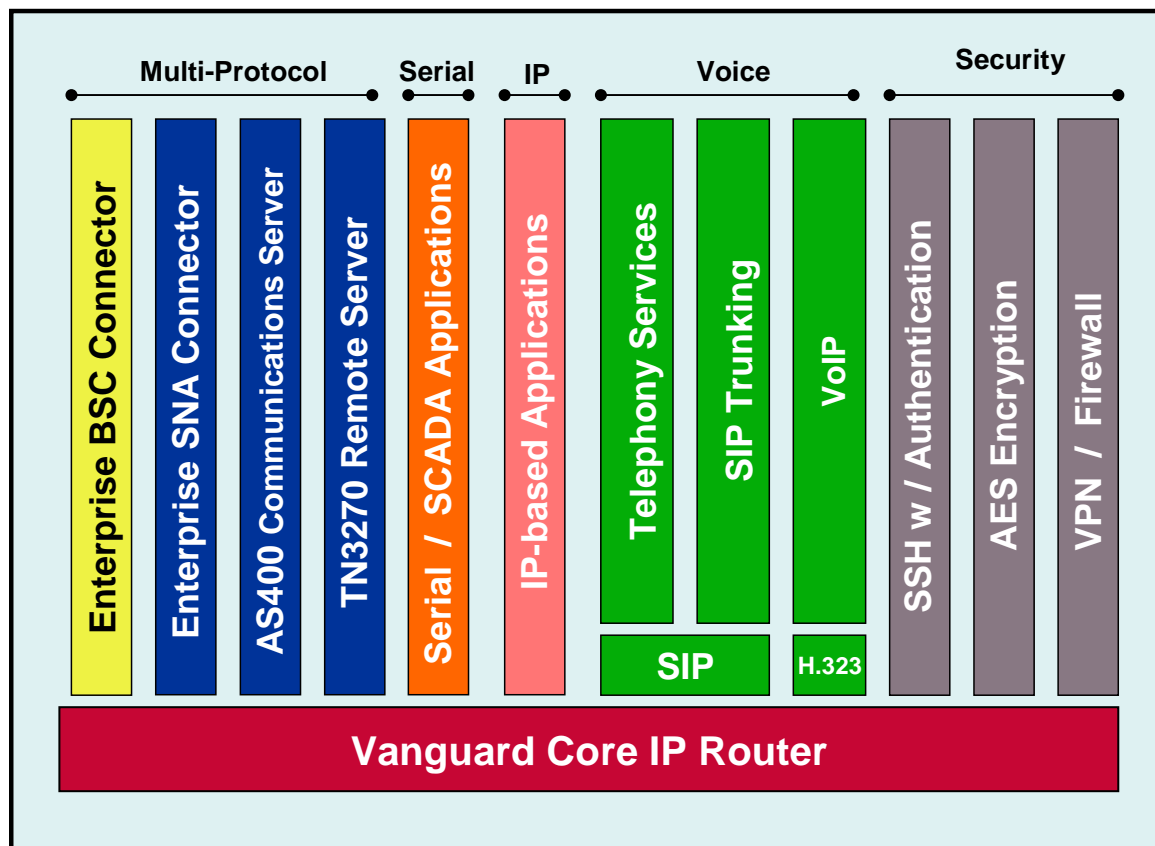 Multi-Protocol
Serial
IP
Voice
Security
Enterprise BSC Connector
Enterprise SNA Connector
AS400 Communications Server
TN3270 Remote Server
Serial / SCADA Applications
IP-based Applications
Telephony Services
SIP Trunking
VoIP
SSH w / Authentication
AES Encryption
VPN / Firewall
SIP
H.323
Vanguard Core IP Router